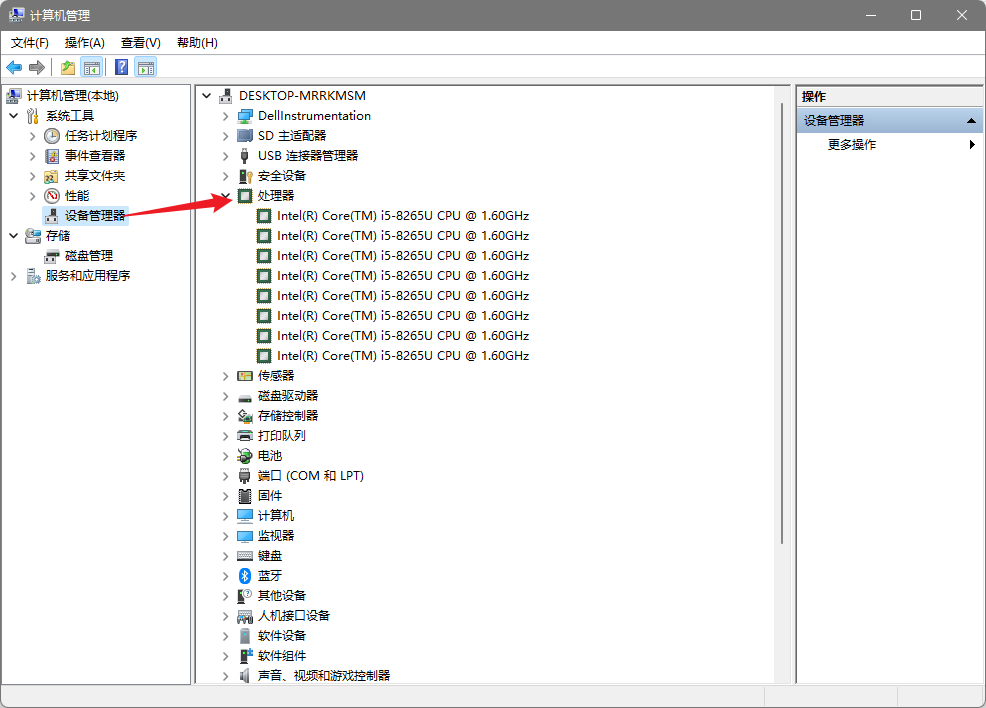 计算机管理
文件(F) 操作(A) 查看(V) 帮助(H)
计算机管理(本地)
系统工具
任务计划程序
事件查看器
共享文件夹
性能
设备管理器
存储
磁盘管理
服务和应用程序
DESKTOP-MRRKMSM
DellInstrumentation
SD 主适配器
USB 连接器管理器
安全设备
处理器
Intel(R) Core(TM) i5-8265U CPU @ 1.60GHz
Intel(R) Core(TM) i5-8265U CPU @ 1.60GHz
Intel(R) Core(TM) i5-8265U CPU @ 1.60GHz
Intel(R) Core(TM) i5-8265U CPU @ 1.60GHz
Intel(R) Core(TM) i5-8265U CPU @ 1.60GHz
Intel(R) Core(TM) i5-8265U CPU @ 1.60GHz
Intel(R) Core(TM) i5-8265U CPU @ 1.60GHz
Intel(R) Core(TM) i5-8265U CPU @ 1.60GHz
传感器
磁盘驱动器
存储控制器
打印队列
电池
端口 (COM 和 LPT)
固件
计算机
监视器
键盘
蓝牙
其他设备
人机接口设备
软件设备
软件组件
声音、视频和游戏控制器
操作
设备管理器
更多操作